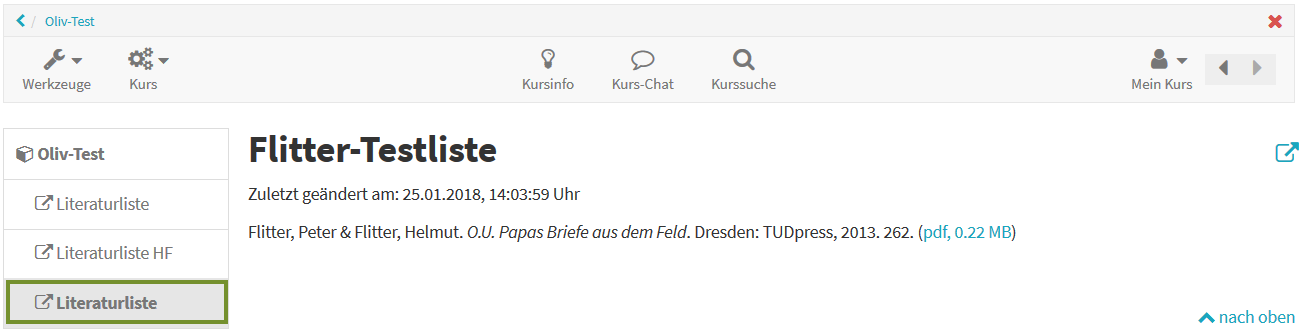 / Oliv-Test
Werkzeuge Kurs Kursinfo Kurs-Chat Kurssuche Mein Kurs
Oliv-Test
Literaturliste
Literaturliste HF
Literaturliste
Flitter-Testliste
Zuletzt geändert am: 25.01.2018, 14:03:59 Uhr
Flitter, Peter & Flitter, Helmut. O.U. Papas Briefe aus dem Feld. Dresden: TUDpress, 2013. 262. (pdf, 0.22 MB)
nach oben